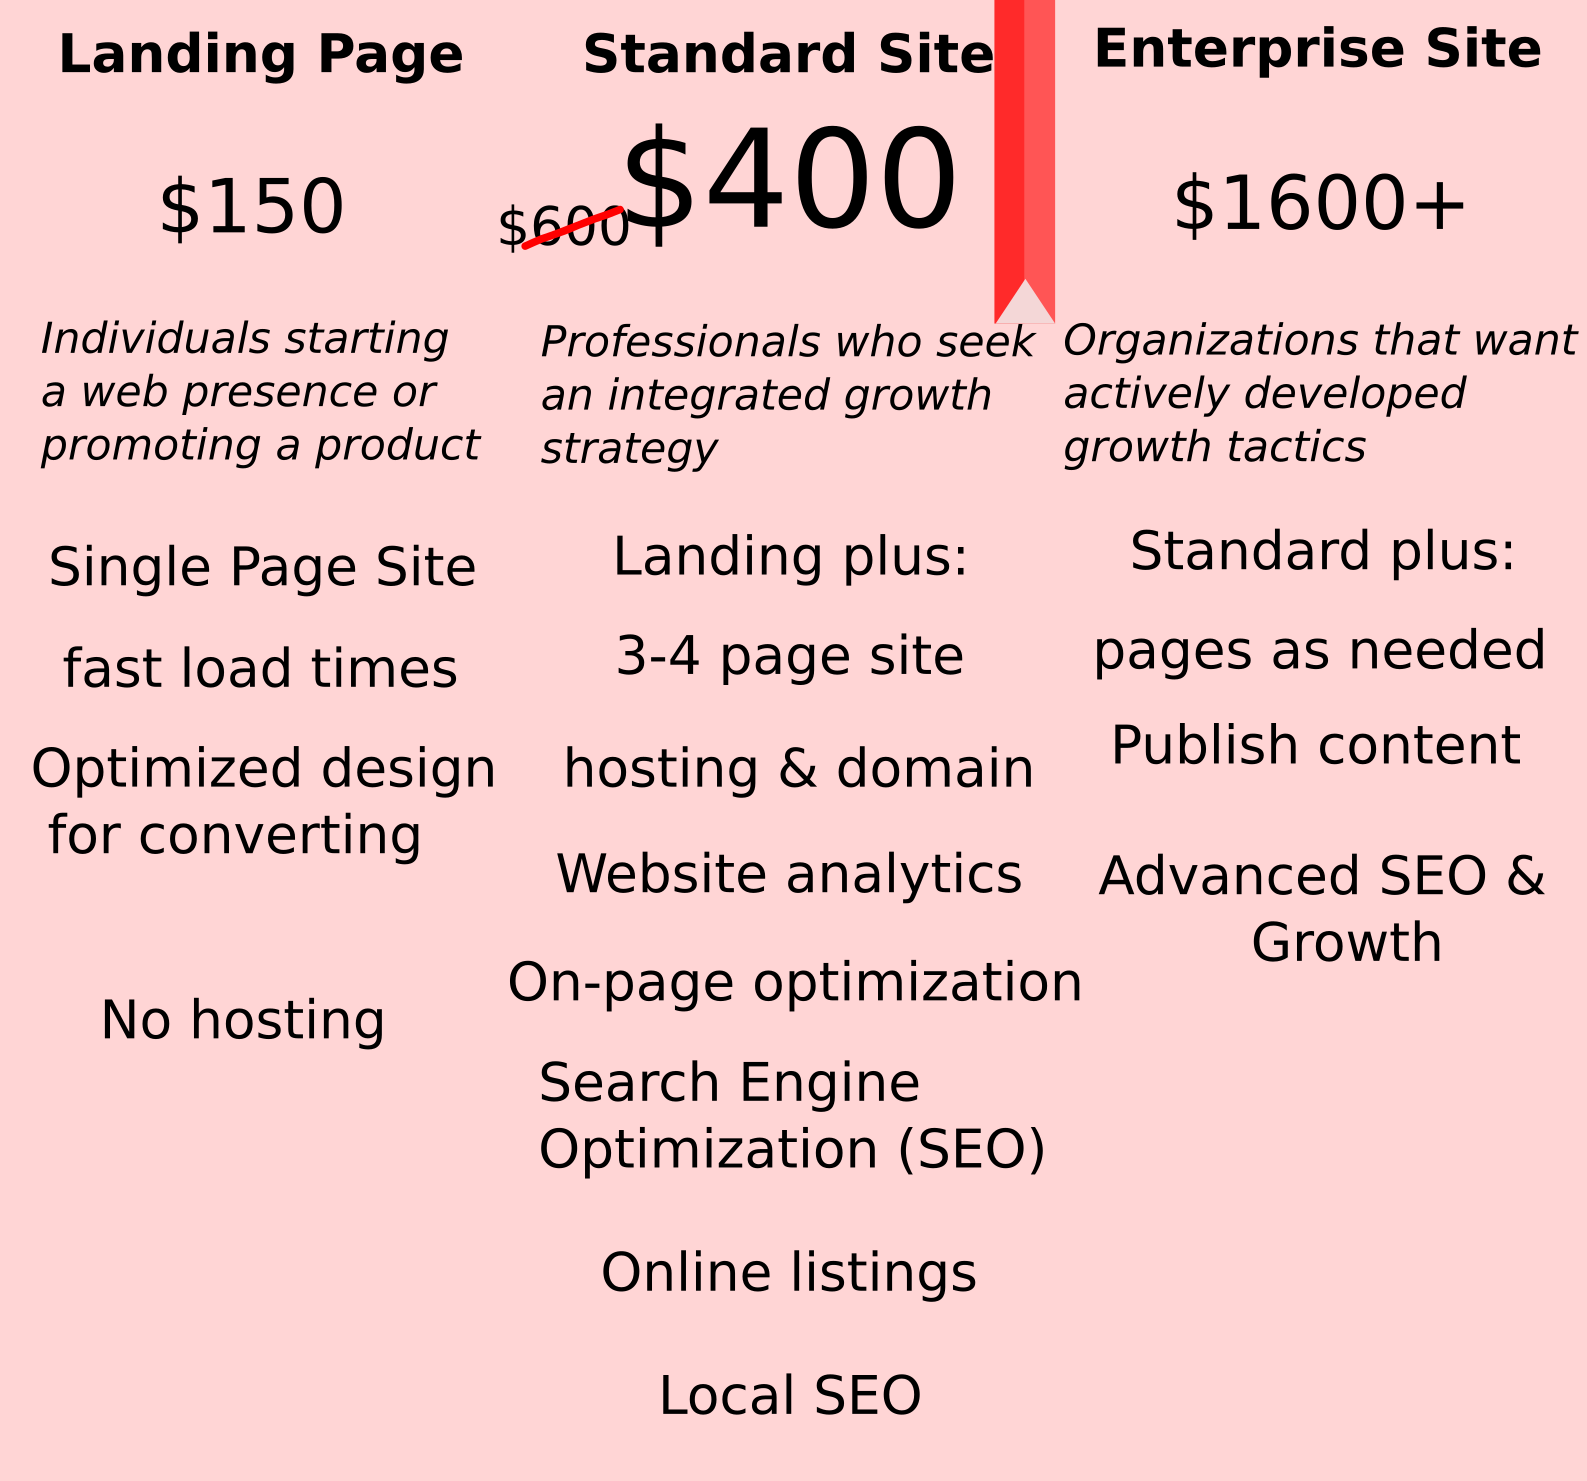 Landing Page
$150
Individuals starting
a web presence or
promoting a product
Single Page Site
fast load times
Optimized design
for converting
No hosting
Standard Site
$600 $400
Professionals who seek
an integrated growth
strategy
Landing plus:
3-4 page site
hosting & domain
Website analytics
On-page optimization
Search Engine
Optimization (SEO)
Online listings
Local SEO
Enterprise Site
$1600+
Organizations that want
actively developed
growth tactics
Standard plus:
pages as needed
Publish content
Advanced SEO &
Growth